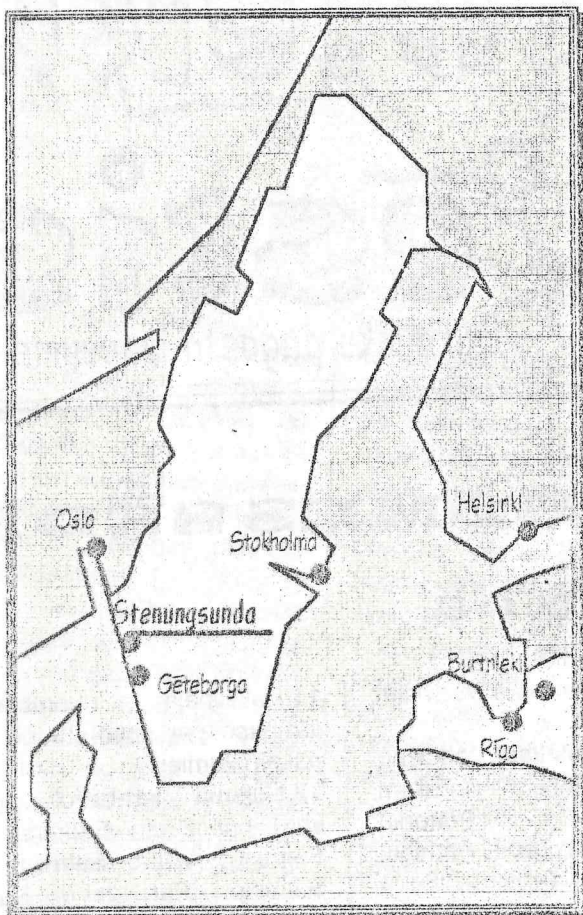 Helsinki
Oslo
Stokholma
Stenungsunda
Burtnieki
Gēteborga
Rīga